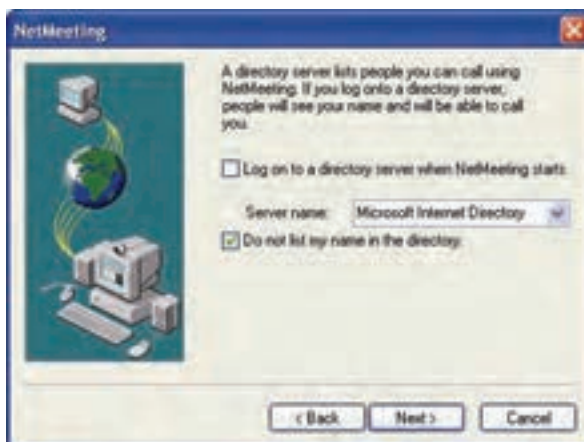 NetMeeting
A directory server lists people you can call using
NetMeeting. If you log onto a directory server,
people will see your name and will be able to call
you.
Log on to a directory server when NetMeeting starts
Server name: Microsoft Internet Directory
Do not list my name in the directory.
< Back Next > Cancel